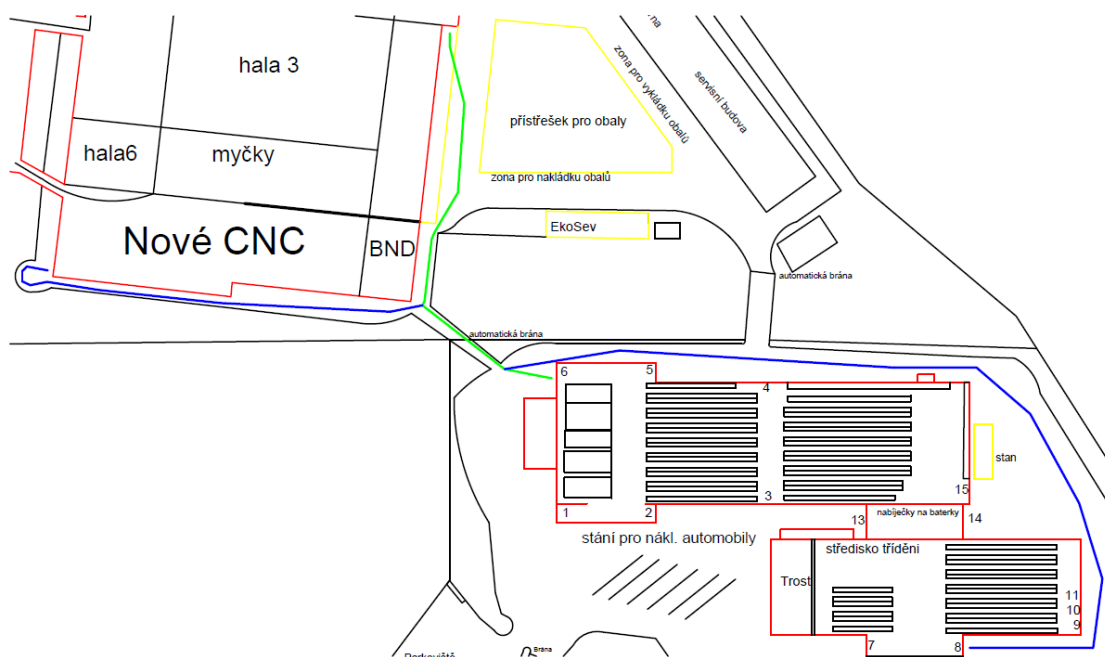 hala 3
zona pro vykládku obalů
servisní budova
přístřešek pro obaly
hala6
myčky
zona pro nakládku obalů
EkoSev
Nové CNC
BND
automatická brána
automatická brána
6
5
4
stan
3
15
1
2
nabíječky na baterky
13
14
stání pro nákl. automobily
středisko třídění
Trost
11
10
9
7
8
Brána